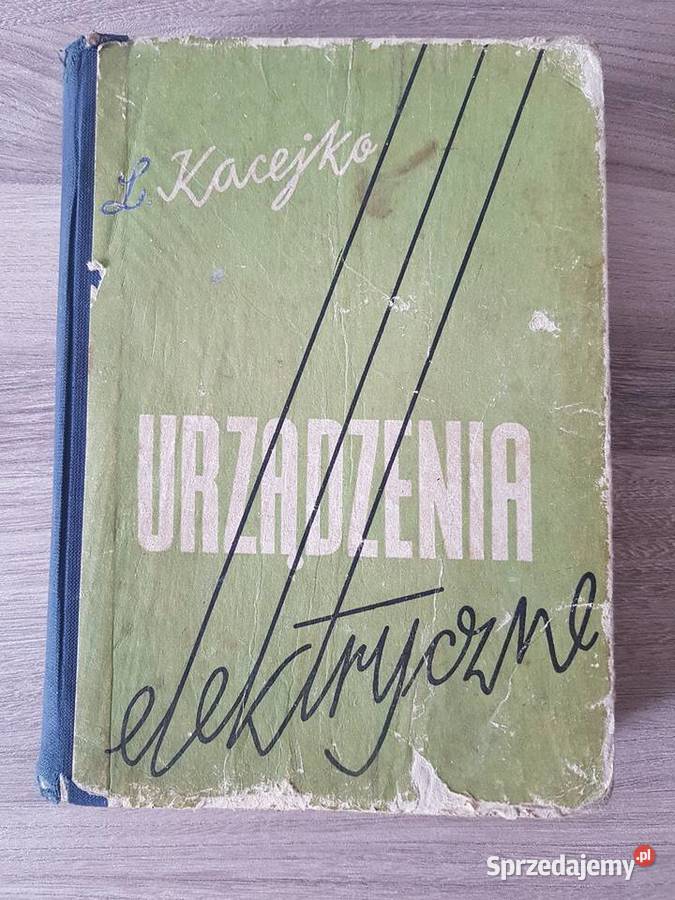 L. Kacejko
URZĄDZENIA
elektryczne
Sprzedajemy.pl